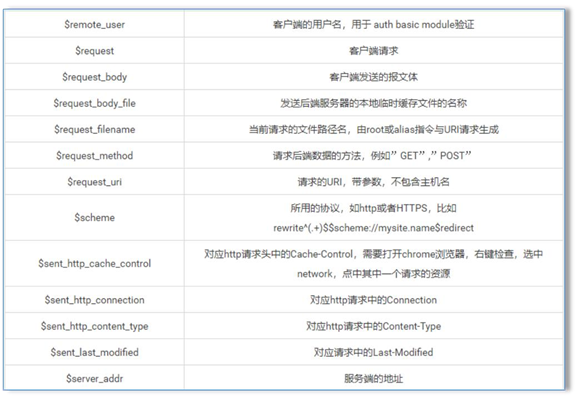 $remote_user 客户端的用户名，用于 auth basic module验证
$request 客户端请求
$request_body 客户端发送的报文体
$request_body_file 发送后端服务器的本地临时缓存文件的名称
$request_filename 当前请求的文件路径名，由root或alias指令与URI请求生成
$request_method 请求后端数据的方法，例如”GET”,”POST”
$request_uri 请求的URI，带参数，不包含主机名
$scheme 所用的协议，如http或者HTTPS，比如
rewrite^(.+)$$scheme://mysite.name$redirect
$sent_http_cache_control 对应http请求头中的Cache-Control，需要打开chrome浏览器，右键检查，选中
network，点中其中一个请求的资源
$sent_http_connection 对应http请求中的Connection
$sent_http_content_type 对应http请求中的Content-Type
$sent_last_modified 对应请求中的Last-Modified
$server_addr 服务端的地址